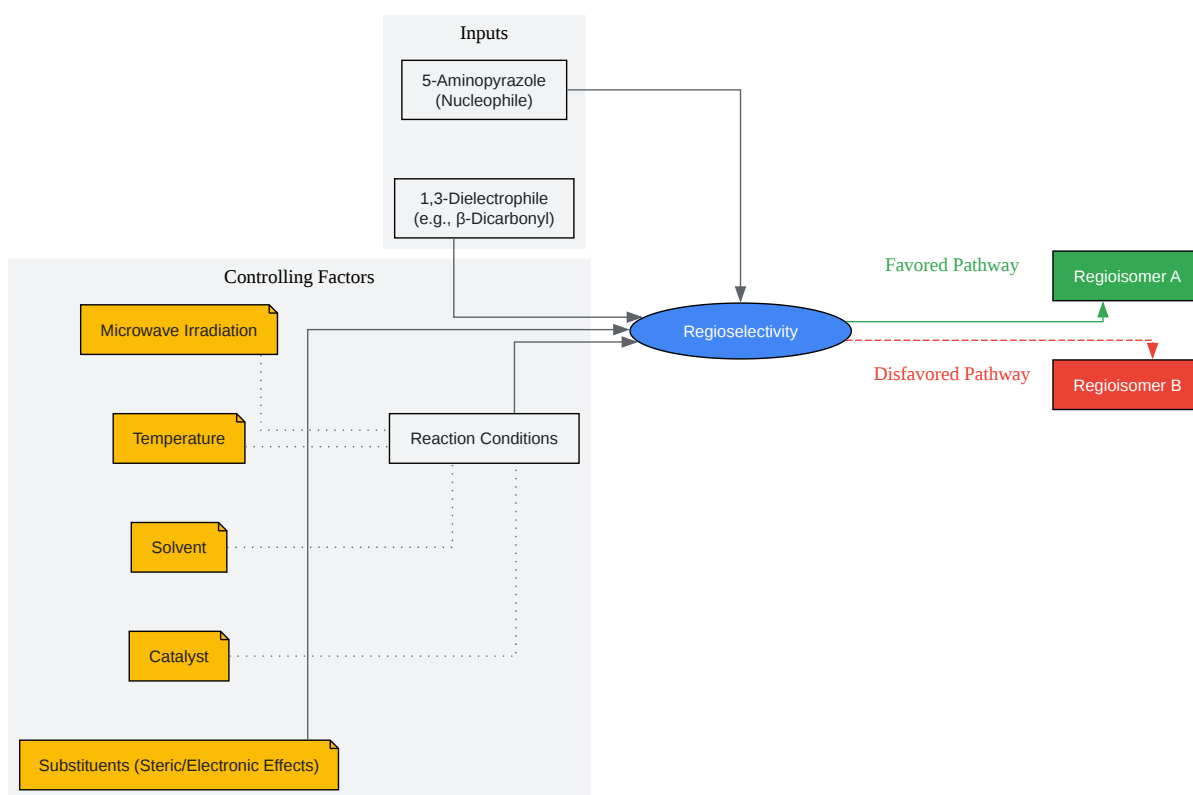 Inputs
5-Aminopyrazole
(Nucleophile)
1,3-Dielectrophile
(e.g., β-Dicarbonyl)
Controlling Factors
Microwave Irradiation
Temperature
Reaction Conditions
Solvent
Catalyst
Substituents (Steric/Electronic Effects)
Regioselectivity
Favored Pathway
Regioisomer A
Disfavored Pathway
Regioisomer B